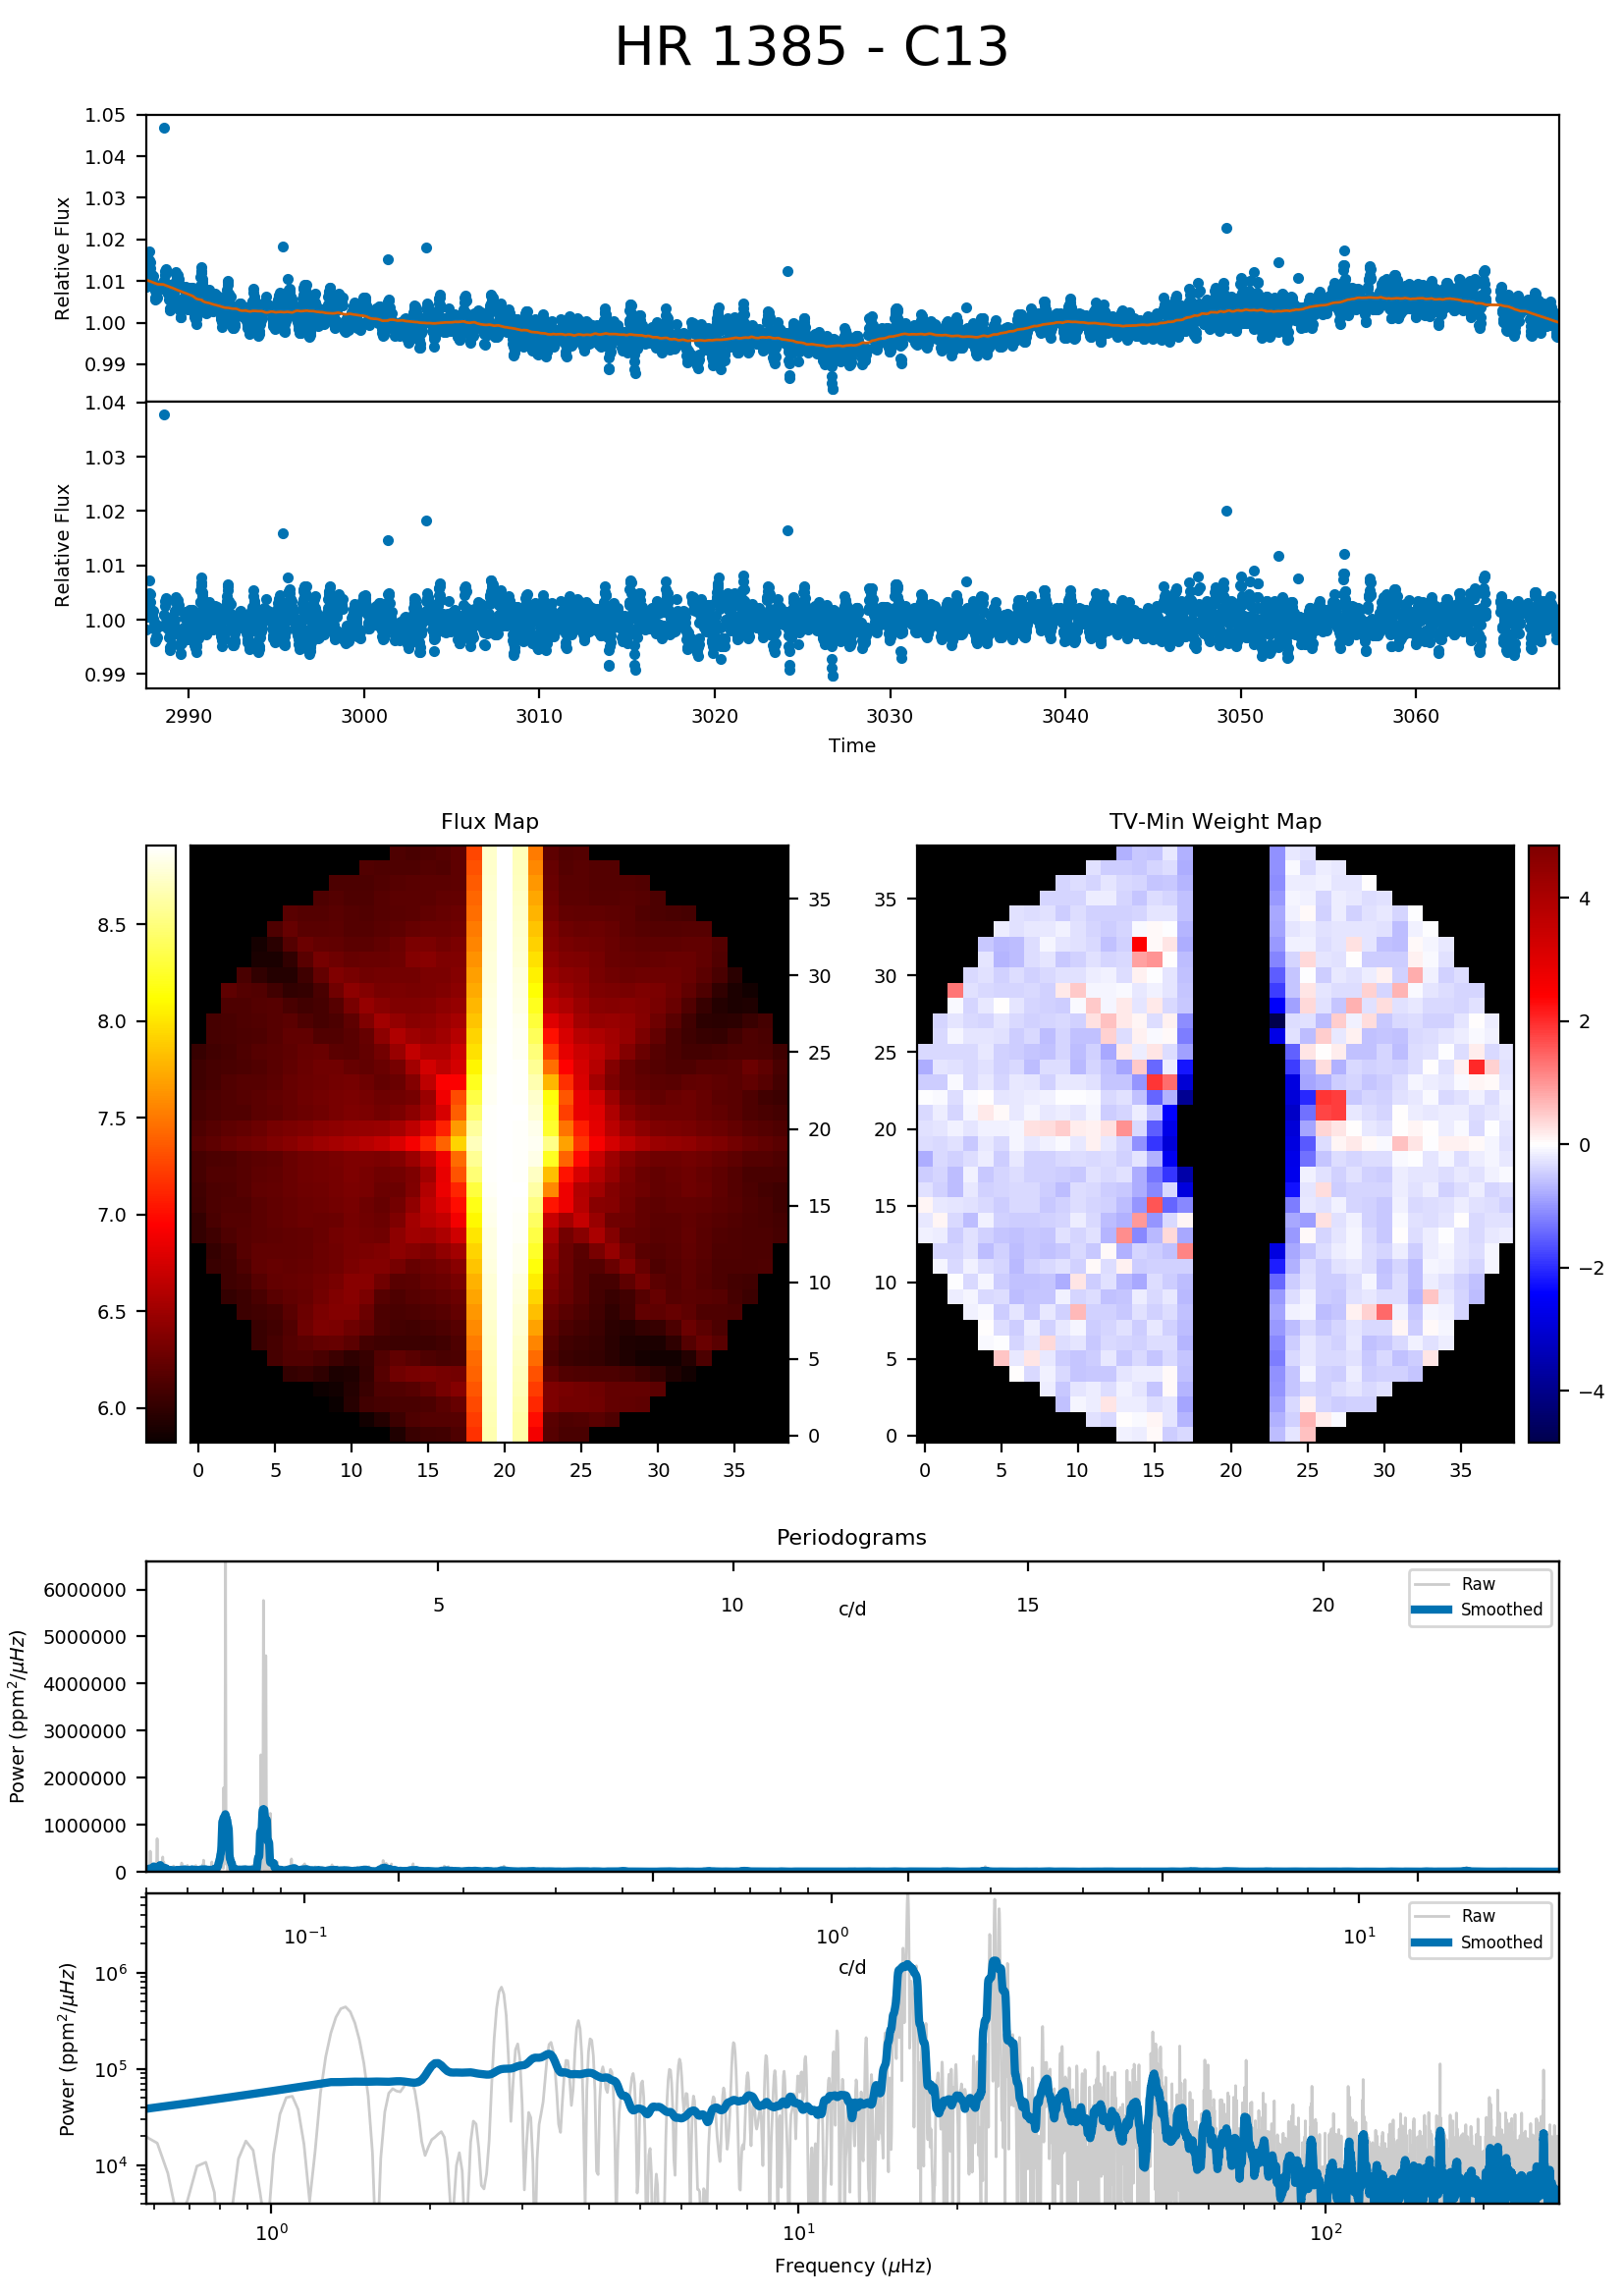 HR 1385 - C13
1.05
1.04
1.03
1.02
1.01
1.00
0.99
Relative Flux
1.04
1.03
1.02
1.01
1.00
0.99
Relative Flux
2990 3000 3010 3020 3030 3040 3050 3060
Time
Flux Map
8.5
8.0
7.5
7.0
6.5
6.0
35
30
25
20
15
10
5
0
0 5 10 15 20 25 30 35
TV-Min Weight Map
35
30
25
20
15
10
5
0
0 5 10 15 20 25 30 35
4
2
0
−2
−4
Periodograms
6000000
5000000
4000000
3000000
2000000
1000000
0
Power (ppm²/μHz)
5 10 15 20
c/d
Raw
Smoothed
10⁻¹ 10⁰ 10¹
c/d
Raw
Smoothed
10⁶
10⁵
10⁴
Power (ppm²/μHz)
10⁰ 10¹ 10²
Frequency (μHz)